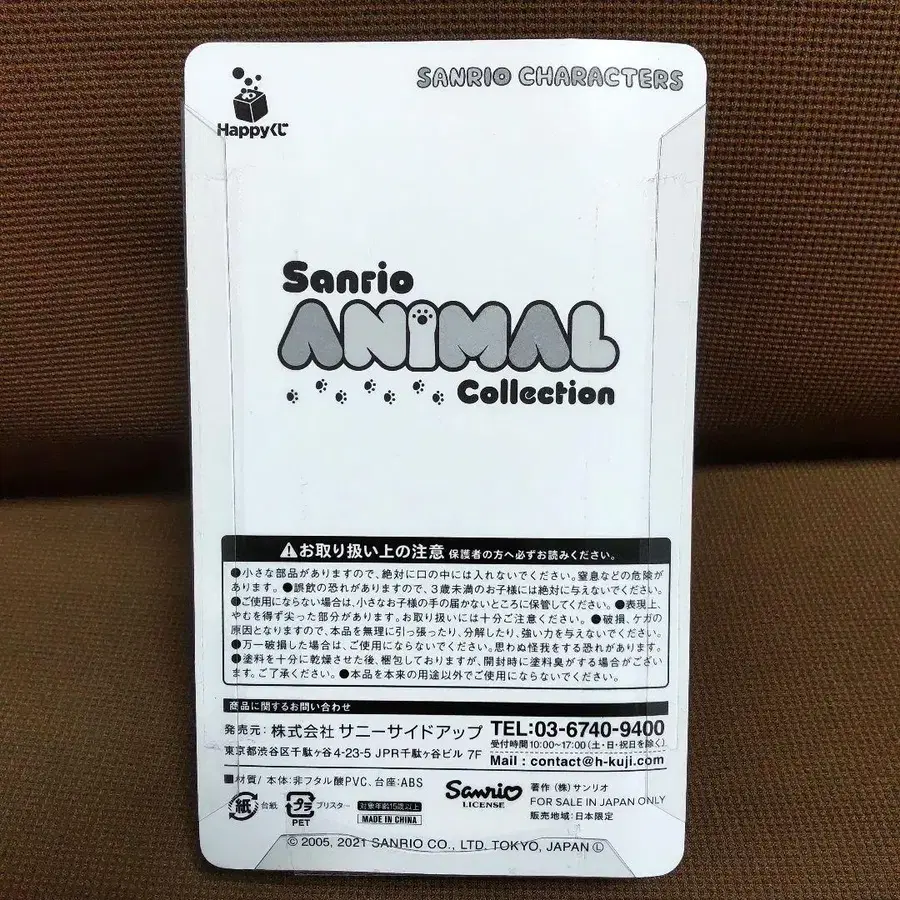 Happyくじ
SANRIO CHARACTERS
Sanrio
ANIMAL
Collection
⚠お取り扱い上の注意 保護者の方へ必ずお読みください。
●小さな部品がありますので、絶対に口の中には入れないでください。窒息などの危険が
あります。●誤飲の恐れがありますので、3歳未満のお子様には絶対に与えないでください。
●ご使用にならない場合は、小さなお子様の手の届かないところに保管してください。●表現上、
やむを得ず尖った部分があります。お取り扱いには十分ご注意ください。●破損、ケガの
原因となりますので、本品を無理に引っ張ったり、分解したり、強い力を与えないでください。
●万一破損した場合は、ご使用にならないでください。思わぬ怪我をする恐れがあります。
●塗料を十分に乾燥させた後、梱包しておりますが、開封時に塗料臭がする場合がござい
ます。ご了承ください。●本品を本来の用途以外でご使用にならないでください。
商品に関するお問い合わせ
発売元: 株式会社 サニーサイドアップ
東京都渋谷区千駄ヶ谷4-23-5 JPR千駄ヶ谷ビル 7F
TEL:03-6740-9400
受付時間 10:00~17:00 (土・日・祝日を除く)
Mail : contact@h-kuji.com
■材質/ 本体:非フタル酸PVC、台座:ABS
紙 台紙
プラ ブリスター
PET
対象年齢15歳以上
MADE IN CHINA
Sanrio
LICENSE
著作 (株) サンリオ
FOR SALE IN JAPAN ONLY
販売地域:日本限定
© 2005, 2021 SANRIO CO., LTD. TOKYO, JAPAN Ⓛ